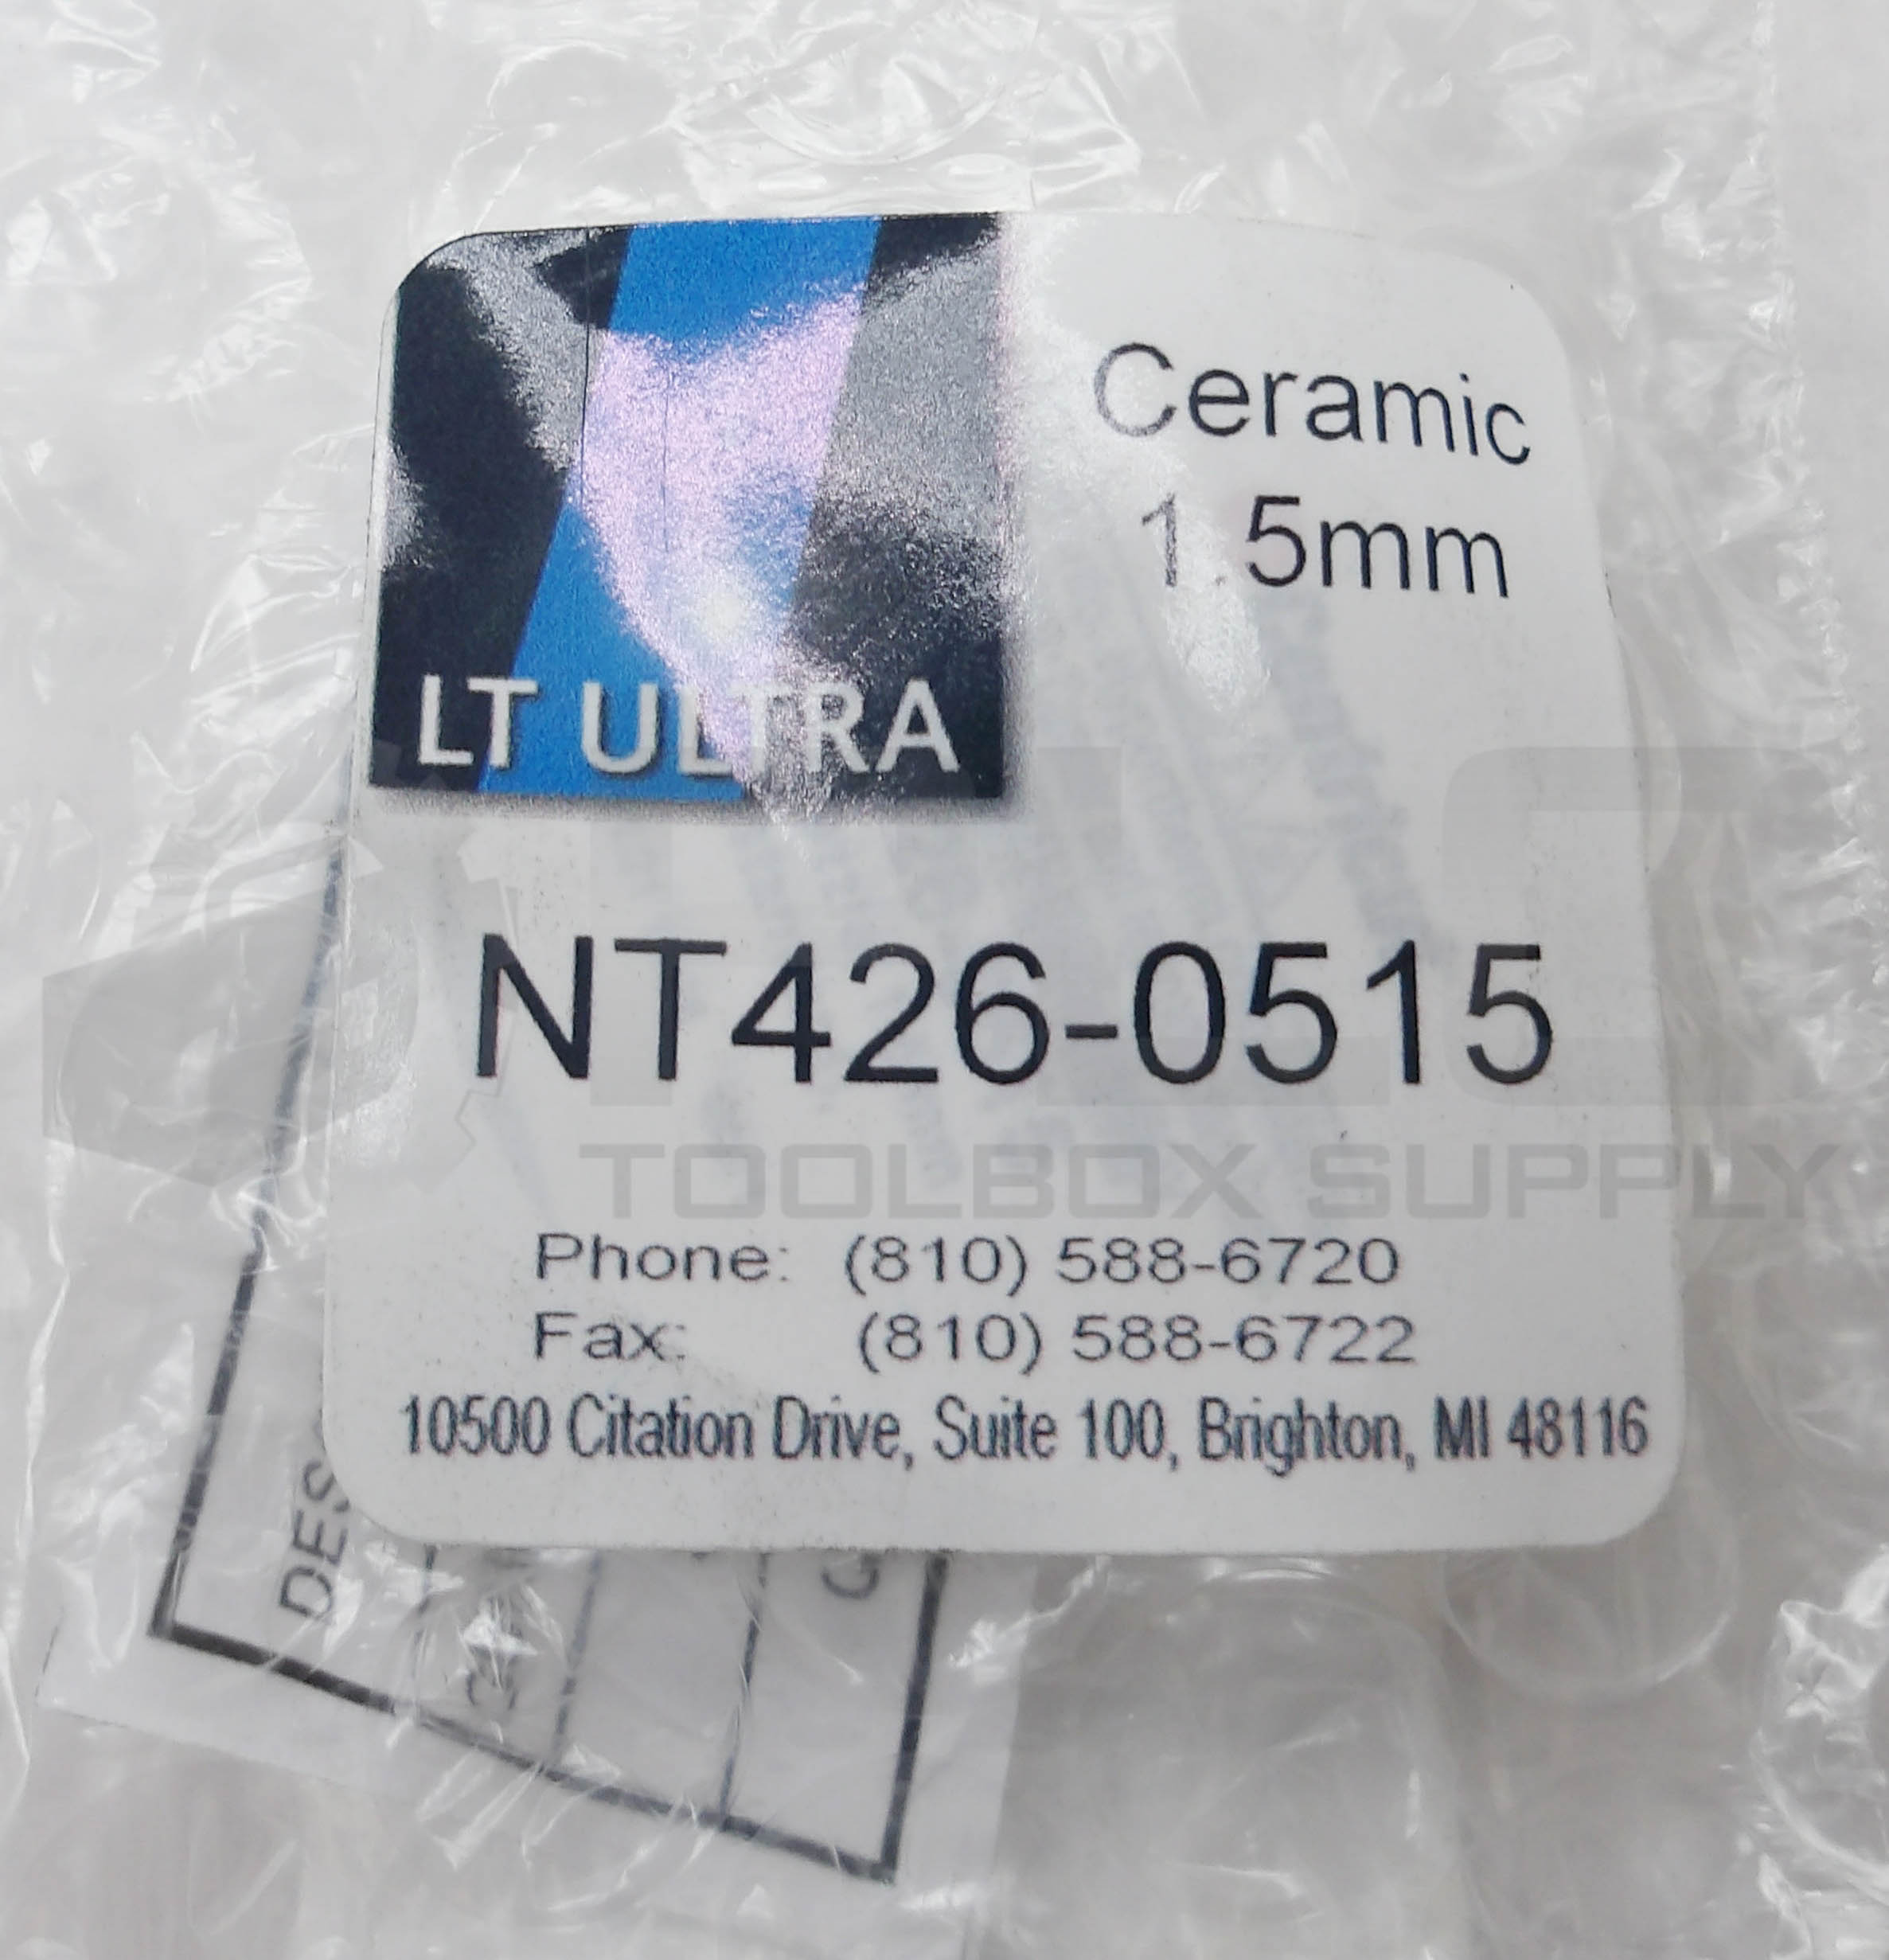 Ceramic
1.5mm
LT ULTRA
NT426-0515
TOOLBOX SUPPLY
Phone: (810) 588-6720
Fax: (810) 588-6722
10500 Citation Drive, Suite 100, Brighton, MI 48116